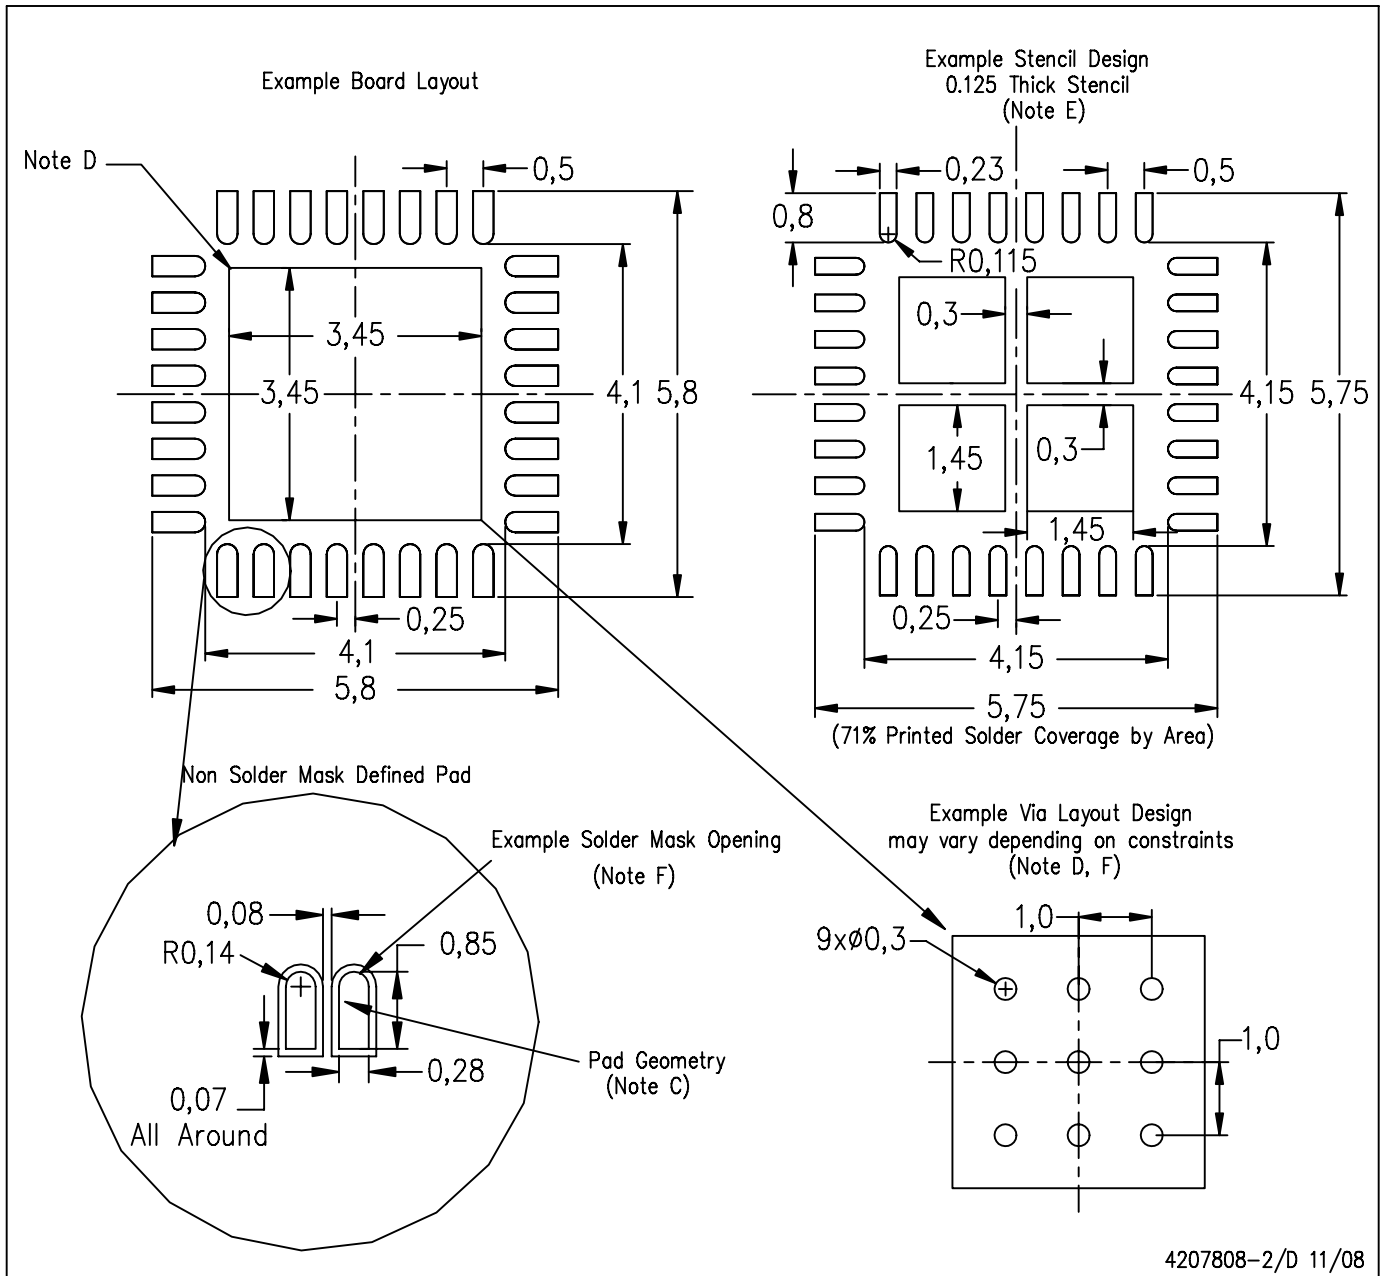 Example Board Layout
Note D
0,5
3,45
3,45
4,1
5,8
0,25
4,1
5,8
Example Stencil Design
0.125 Thick Stencil
(Note E)
0,23
0,5
0,8
R0,115
0,3
4,15
5,75
1,45
0,3
1,45
0,25
4,15
5,75
(71% Printed Solder Coverage by Area)
Non Solder Mask Defined Pad
Example Solder Mask Opening
(Note F)
0,08
R0,14
0,85
0,28
Pad Geometry
(Note C)
0,07
All Around
Example Via Layout Design
may vary depending on constraints
(Note D, F)
1,0
9xø0,3
1,0
4207808-2/D 11/08